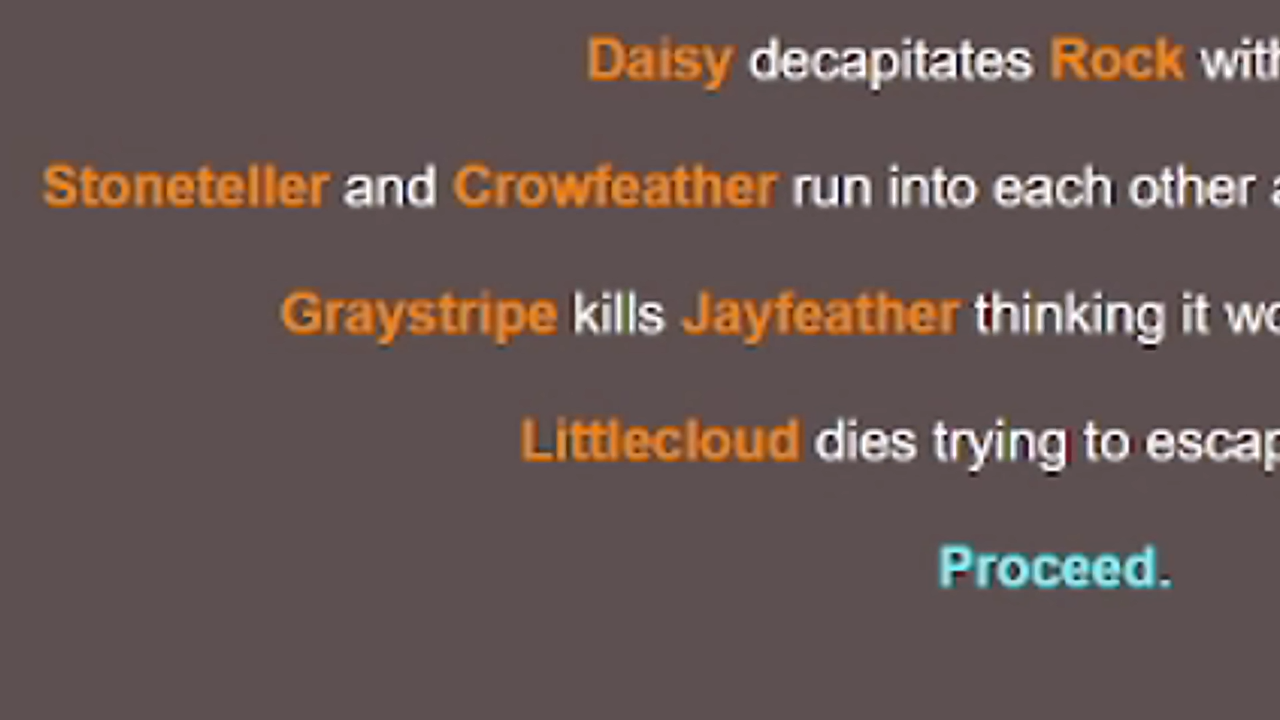 Daisy decapitates Rock with
Stoneteller and Crowfeather run into each other
Graystripe kills Jayfeather thinking it
Littlecloud dies trying to
Proceed.